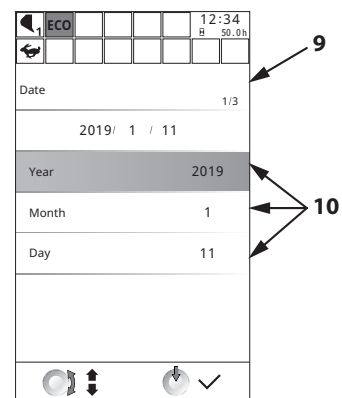 1 ECO 12:34
50.0h
9
Date
1/3
2019/ 1 / 11
Year 2019
Month 1
10
Day 11